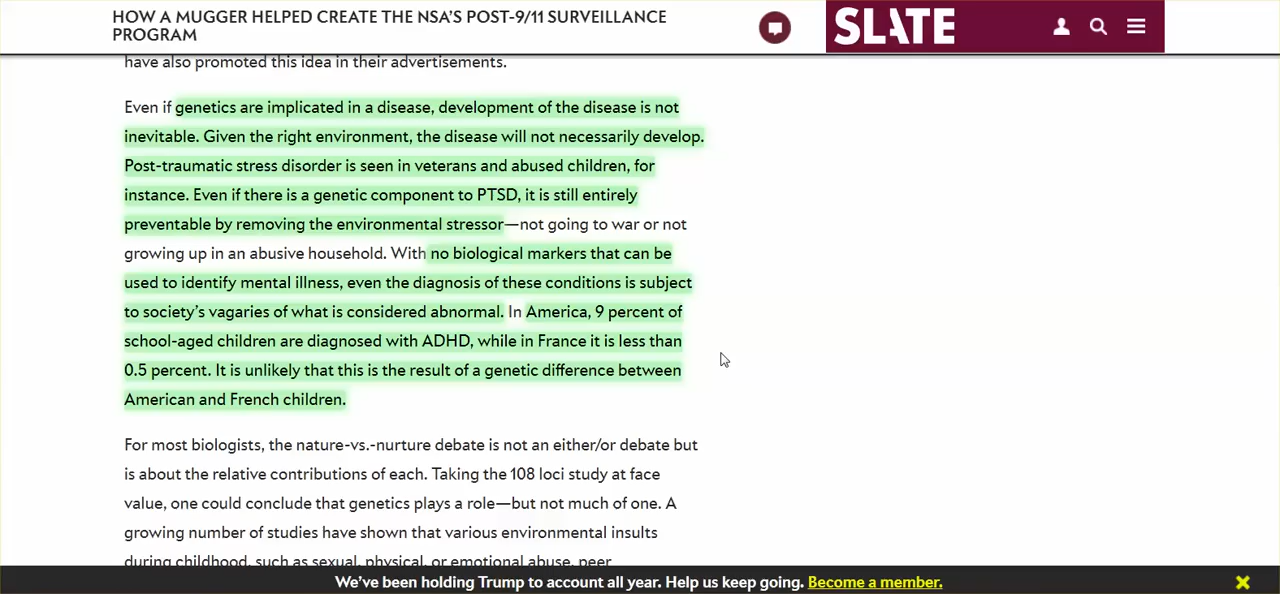 HOW A MUGGER HELPED CREATE THE NSA'S POST-9/11 SURVEILLANCE
PROGRAM
SLATE
have also promoted this idea in their advertisements.
Even if genetics are implicated in a disease, development of the disease is not
inevitable. Given the right environment, the disease will not necessarily develop.
Post-traumatic stress disorder is seen in veterans and abused children, for
instance. Even if there is a genetic component to PTSD, it is still entirely
preventable by removing the environmental stressor—not going to war or not
growing up in an abusive household. With no biological markers that can be
used to identify mental illness, even the diagnosis of these conditions is subject
to society's vagaries of what is considered abnormal. In America, 9 percent of
school-aged children are diagnosed with ADHD, while in France it is less than
0.5 percent. It is unlikely that this is the result of a genetic difference between
American and French children.
For most biologists, the nature-vs.-nurture debate is not an either/or debate but
is about the relative contributions of each. Taking the 108 loci study at face
value, one could conclude that genetics plays a role—but not much of one. A
growing number of studies have shown that various environmental insults
during childhood, such as sexual, physical, or emotional abuse, peer
We've been holding Trump to account all year. Help us keep going. Become a member.